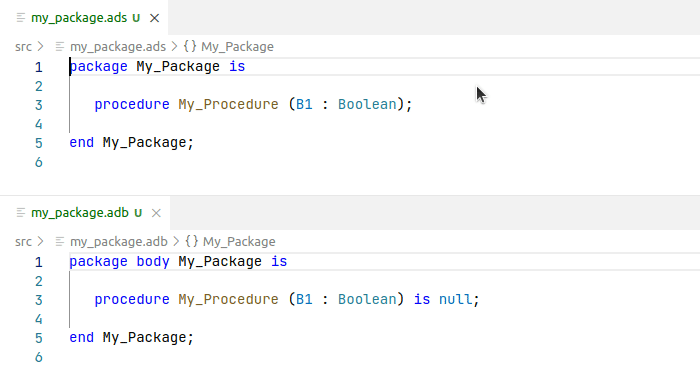 my_package.ads U
src > my_package.ads > {} My_Package
1 package My_Package is
2
3 procedure My_Procedure (B1 : Boolean);
4
5 end My_Package;
6
my_package.adb U
src > my_package.adb > {} My_Package
1 package body My_Package is
2
3 procedure My_Procedure (B1 : Boolean) is null;
4
5 end My_Package;
6